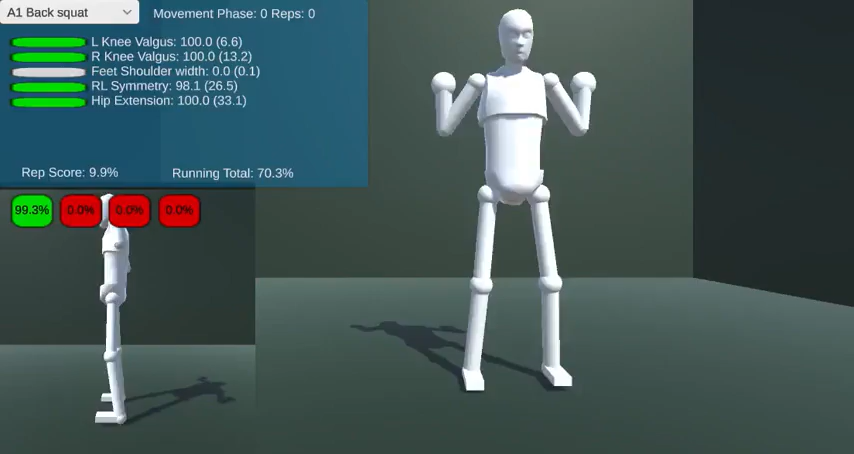 A1 Back squat
Movement Phase: 0 Reps: 0
L Knee Valgus: 100.0 (6.6)
R Knee Valgus: 100.0 (13.2)
Feet Shoulder width: 0.0 (0.1)
RL Symmetry: 98.1 (26.5)
Hip Extension: 100.0 (33.1)
Rep Score: 9.9%
Running Total: 70.3%
99.3% 0.0% 0.0% 0.0%